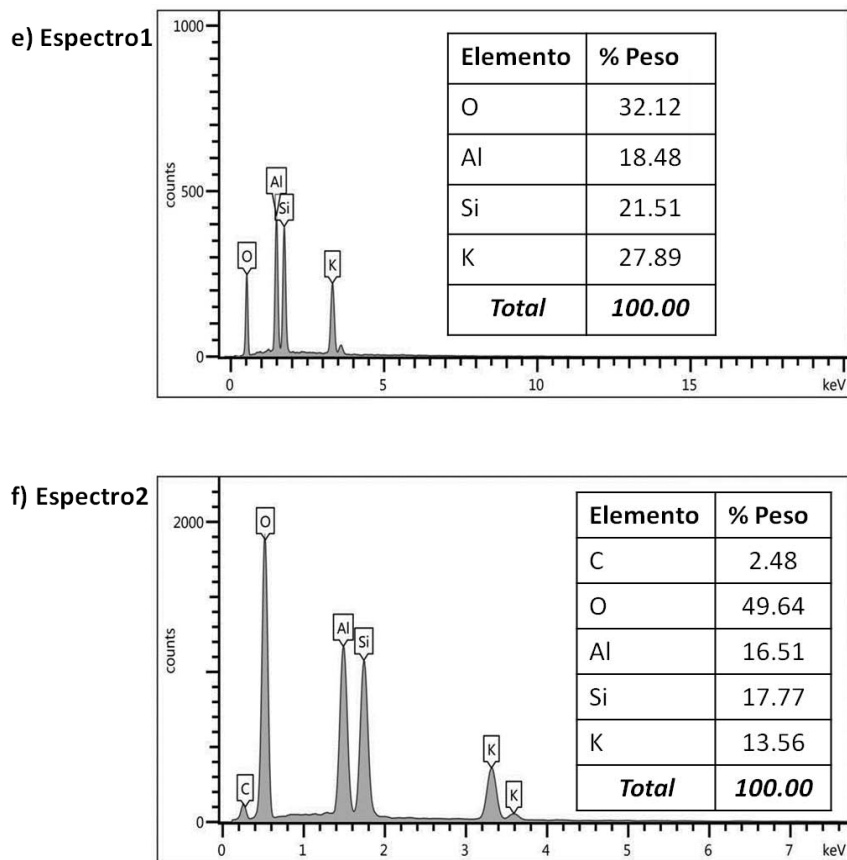 e) Espectro1
1000
500
0
counts
O
Al
Si
K
0
5
10
15
keV
Elemento % Peso
O 32.12
Al 18.48
Si 21.51
K 27.89
Total 100.00
f) Espectro2
2000
0
counts
C
O
Al
Si
K
K
0
1
2
3
4
5
6
7
keV
Elemento % Peso
C 2.48
O 49.64
Al 16.51
Si 17.77
K 13.56
Total 100.00